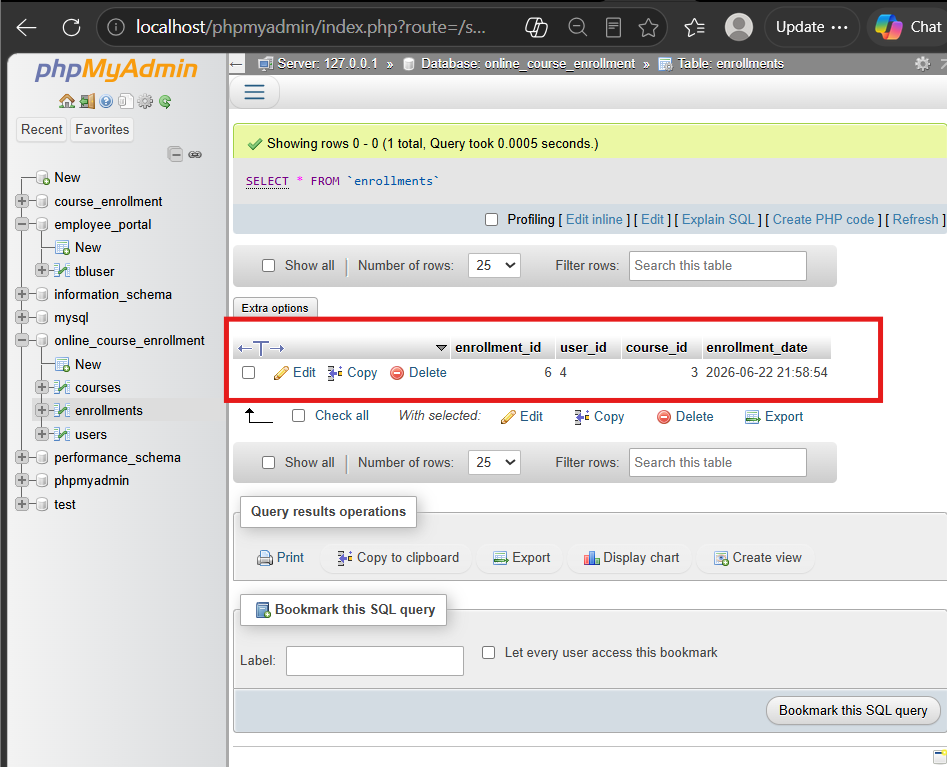 localhost/phpmyadmin/index.php?route=/s...
Update
Chat
phpMyAdmin
Recent
Favorites
New
course_enrollment
employee_portal
New
tbluser
information_schema
mysql
online_course_enrollment
New
courses
enrollments
users
performance_schema
phpmyadmin
test
Server: 127.0.0.1 » Database: online_course_enrollment » Table: enrollments
Showing rows 0 - 0 (1 total, Query took 0.0005 seconds.)
SELECT * FROM `enrollments`
Profiling [ Edit inline ] [ Edit ] [ Explain SQL ] [ Create PHP code ] [ Refresh ]
Show all | Number of rows: 25 Filter rows: Search this table
Extra options
←T→ enrollment_id user_id course_id enrollment_date
Edit Copy Delete 6 4 3 2026-06-22 21:58:54
Check all With selected: Edit Copy Delete Export
Show all | Number of rows: 25 Filter rows: Search this table
Query results operations
Print Copy to clipboard Export Display chart Create view
Bookmark this SQL query
Label: Let every user access this bookmark
Bookmark this SQL query